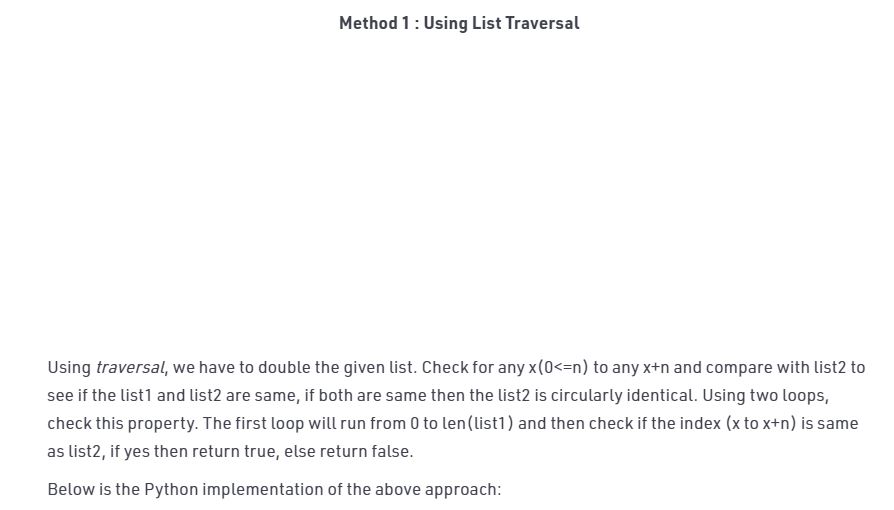 Method 1 : Using List Traversal
Using traversal, we have to double the given list. Check for any x(0<=n) to any x+n and compare with list2 to
see if the list1 and list2 are same, if both are same then the list2 is circularly identical. Using two loops,
check this property. The first loop will run from 0 to len(list1) and then check if the index (x to x+n) is same
as list2, if yes then return true, else return false.
Below is the Python implementation of the above approach: